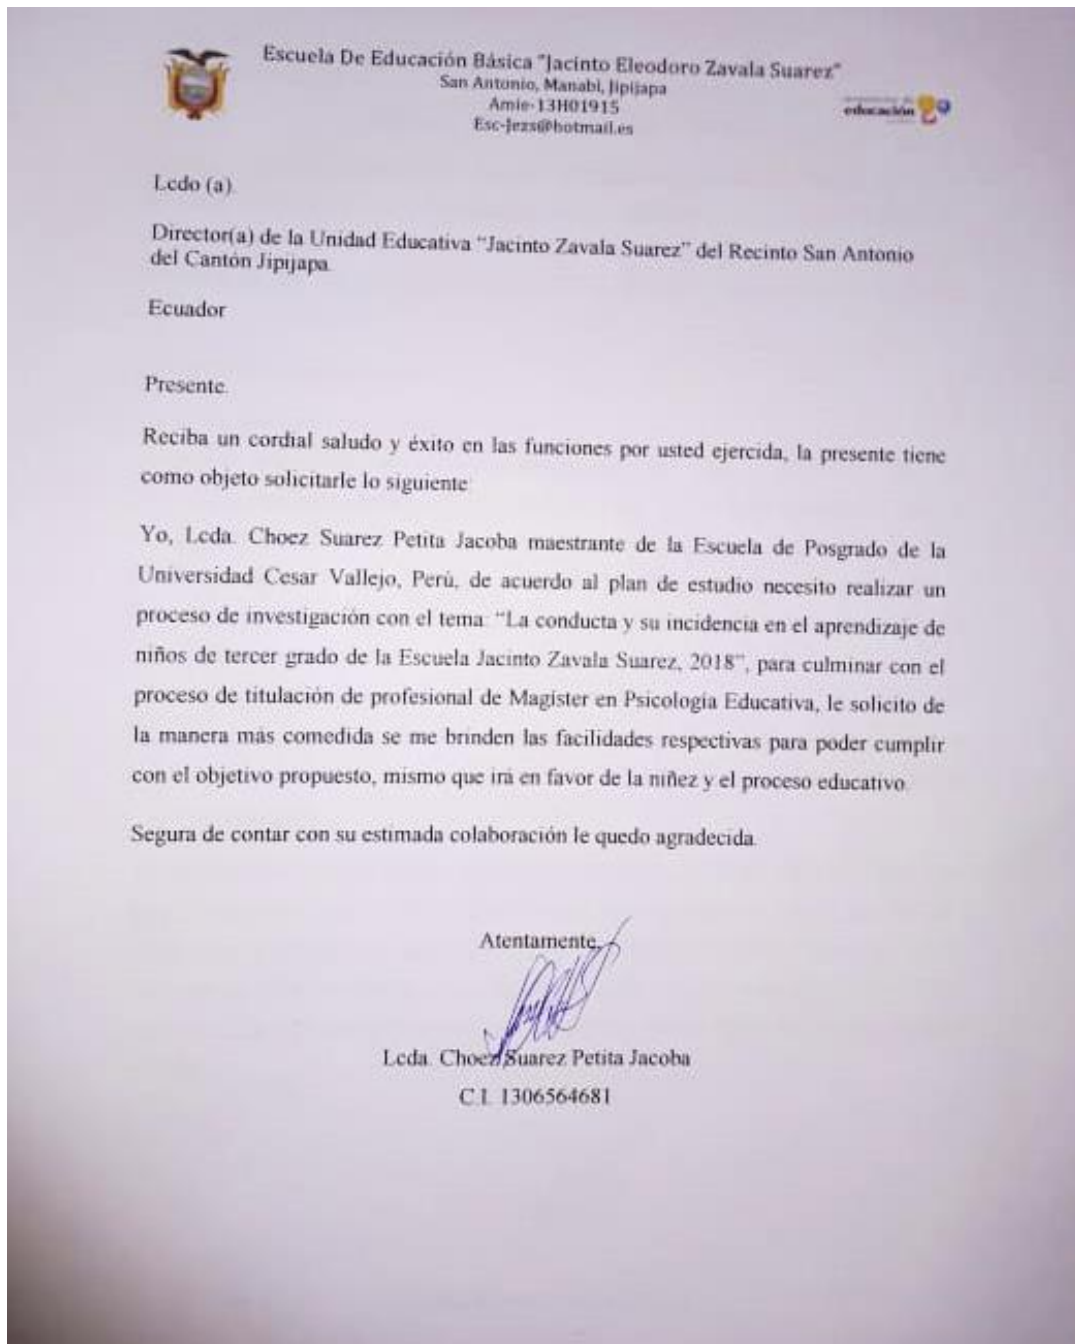 Escuela De Educación Básica "Jacinto Eleodoro Zavala Suarez"
San Antonio, Manabí, Jipijapa
Amie-13H01915
Esc-Jezs@hotmail.es
educación
Lcdo (a).
Director(a) de la Unidad Educativa "Jacinto Zavala Suarez" del Recinto San Antonio
del Cantón Jipijapa.
Ecuador
Presente.
Reciba un cordial saludo y éxito en las funciones por usted ejercida, la presente tiene
como objeto solicitarle lo siguiente:
Yo, Lcda. Choez Suarez Petita Jacoba maestrante de la Escuela de Posgrado de la
Universidad Cesar Vallejo, Perú, de acuerdo al plan de estudio necesito realizar un
proceso de investigación con el tema: "La conducta y su incidencia en el aprendizaje de
niños de tercer grado de la Escuela Jacinto Zavala Suarez, 2018", para culminar con el
proceso de titulación de profesional de Magíster en Psicología Educativa, le solicito de
la manera más comedida se me brinden las facilidades respectivas para poder cumplir
con el objetivo propuesto, mismo que irá en favor de la niñez y el proceso educativo.
Segura de contar con su estimada colaboración le quedo agradecida.
Atentamente,
Lcda. Choez Suarez Petita Jacoba
C.I. 1306564681